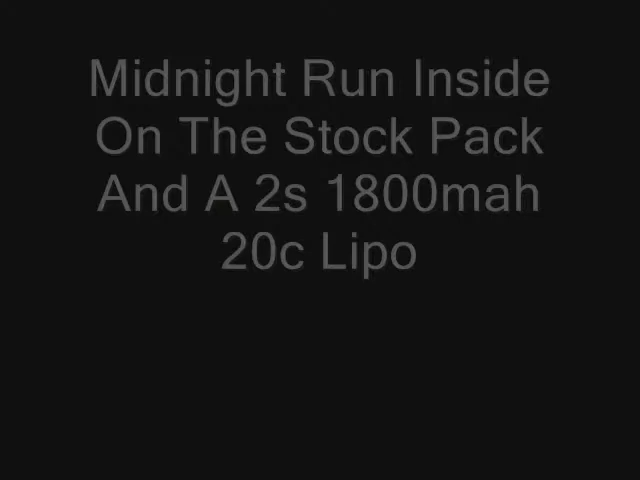 Midnight Run Inside
On The Stock Pack
And A 2s 1800mah
20c Lipo